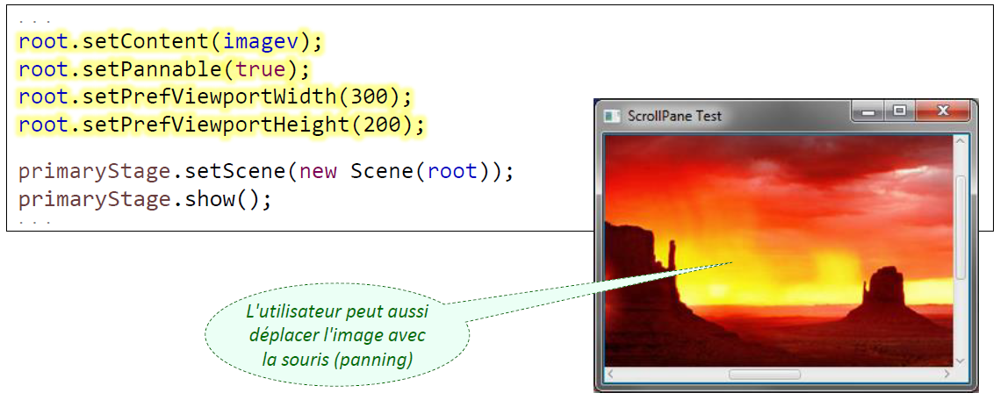 . . .
root.setContent(imagev);
root.setPannable(true);
root.setPrefViewportWidth(300);
root.setPrefViewportHeight(200);
primaryStage.setScene(new Scene(root));
primaryStage.show();
. . .
ScrollPane Test
L'utilisateur peut aussi
déplacer l'image avec
la souris (panning)